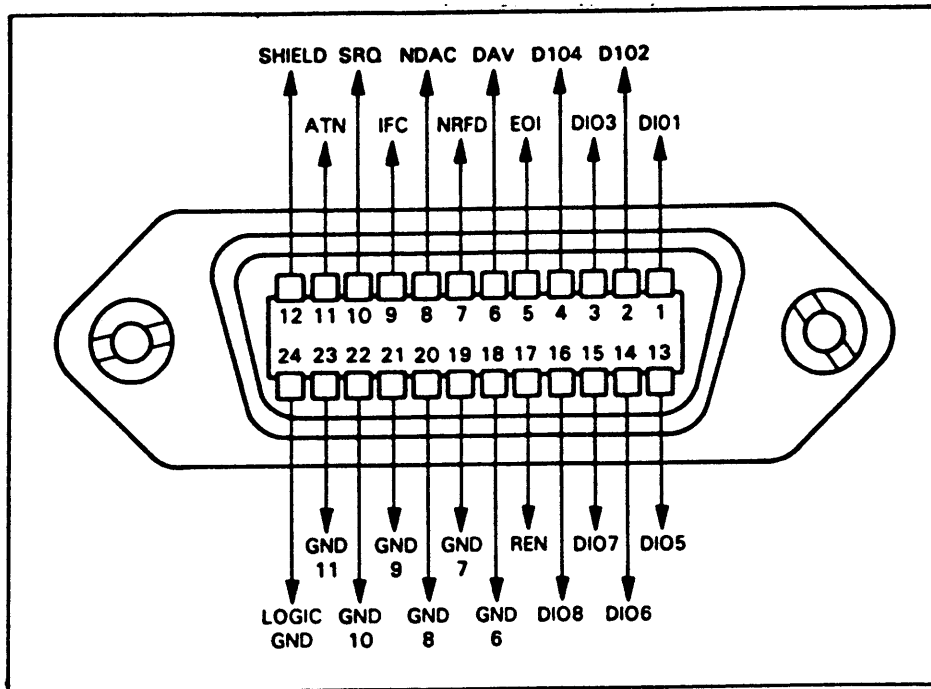 SHIELD SRQ NDAC DAV D104 D102
ATN IFC NRFD EOI DIO3 DIO1
12 11 10 9 8 7 6 5 4 3 2 1
24 23 22 21 20 19 18 17 16 15 14 13
GND GND GND REN DIO7 DIO5
11 9 7
LOGIC GND GND GND DIO8 DIO6
GND 10 8 6